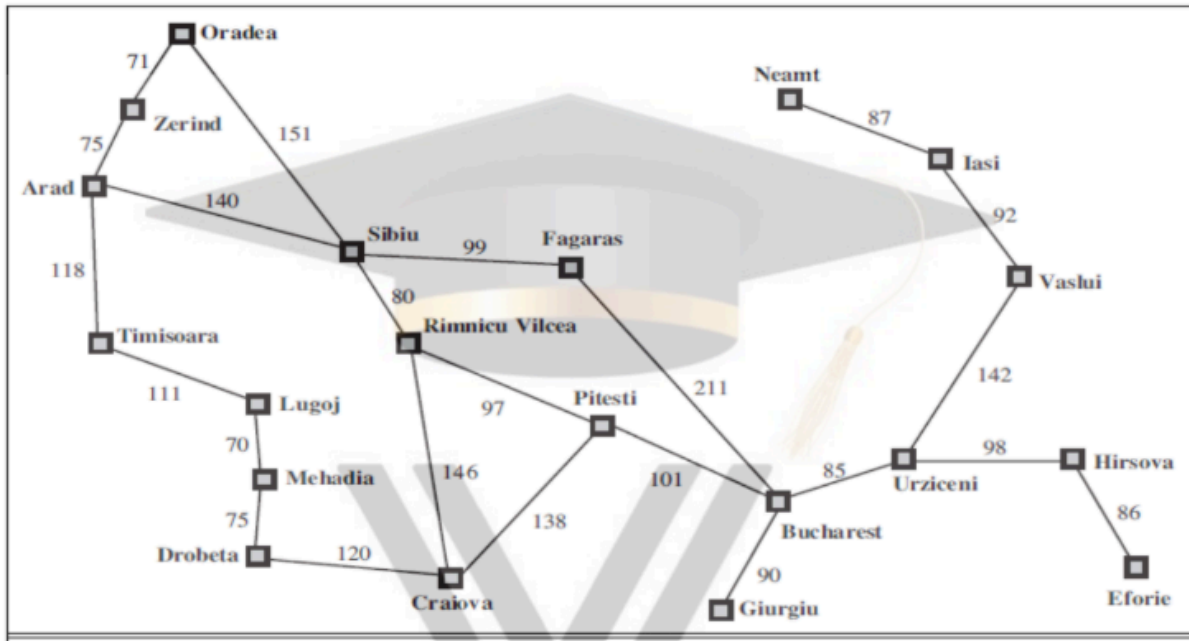 Oradea
71
Neamt
Zerind
87
75
151
Iasi
Arad
140
92
Sibiu
99
Fagaras
118
80
Vaslui
Rimnicu Vilcea
Timisoara
142
111
211
Lugoj
97
Pitesti
70
146
101
85
98
Hirsova
Mehadia
Urziceni
138
86
75
Bucharest
Drobeta
120
90
Craiova
Giurgiu
Eforie